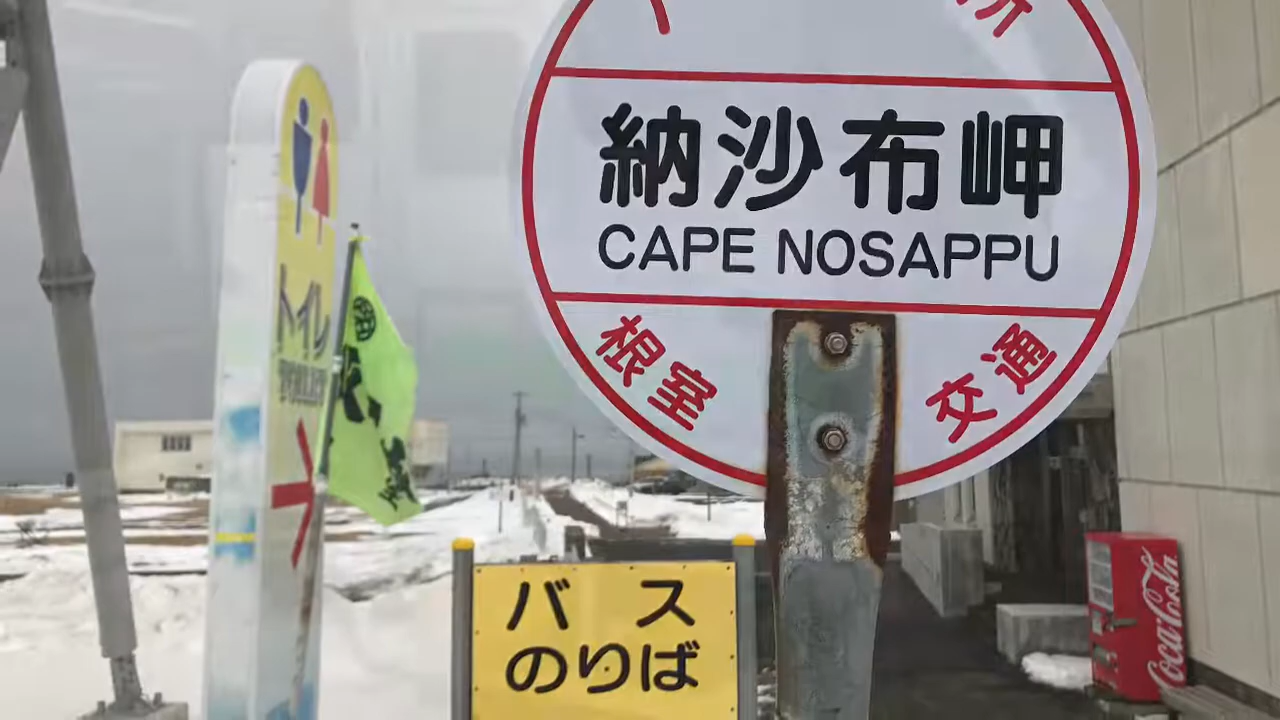 所
納沙布岬
CAPE NOSAPPU
根室
交通
トイレ
バス
のりば
Coca-Cola